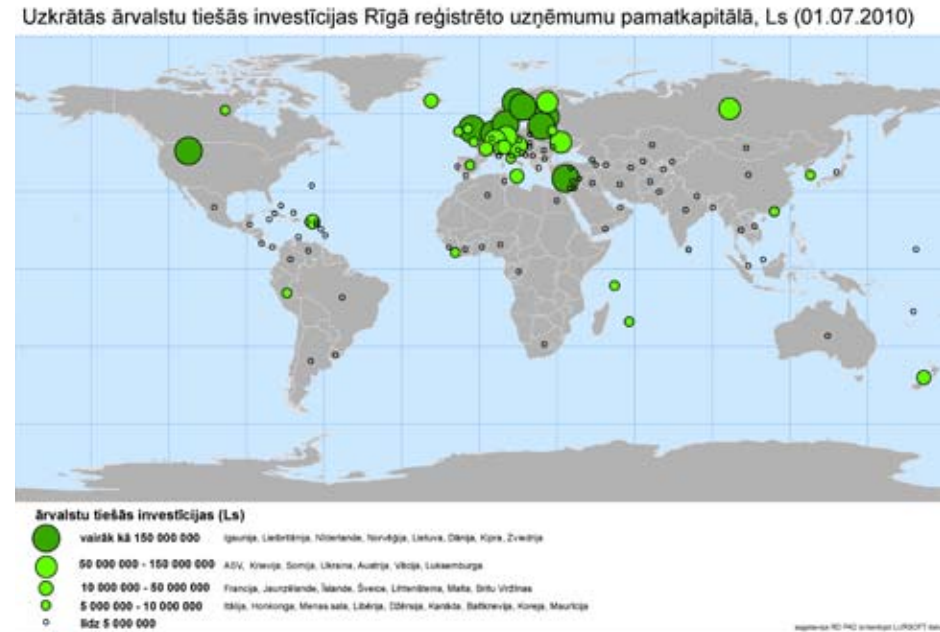 Uzkrātās ārvalstu tiešās investīcijas Rīgā reģistrēto uzņēmumu pamatkapitālā, Ls (01.07.2010)
ārvalstu tiešās investīcijas (Ls)
vairāk kā 150 000 000 Igaunija, Lielbritānija, Nīderlande, Norvēģija, Lietuva, Dānija, Kipra, Zviedrija
50 000 000 - 150 000 000 ASV, Krievija, Somija, Ukraina, Austrija, Vācija, Luksemburga
10 000 000 - 50 000 000 Francija, Jaunzēlande, Īslande, Šveice, Lihtenšteina, Malta, Britu Virdžīnas
5 000 000 - 10 000 000 Itālija, Honkonga, Menas sala, Libērija, Džērsija, Kanāda, Baltkrievija, Koreja, Maurīcija
līdz 5 000 000